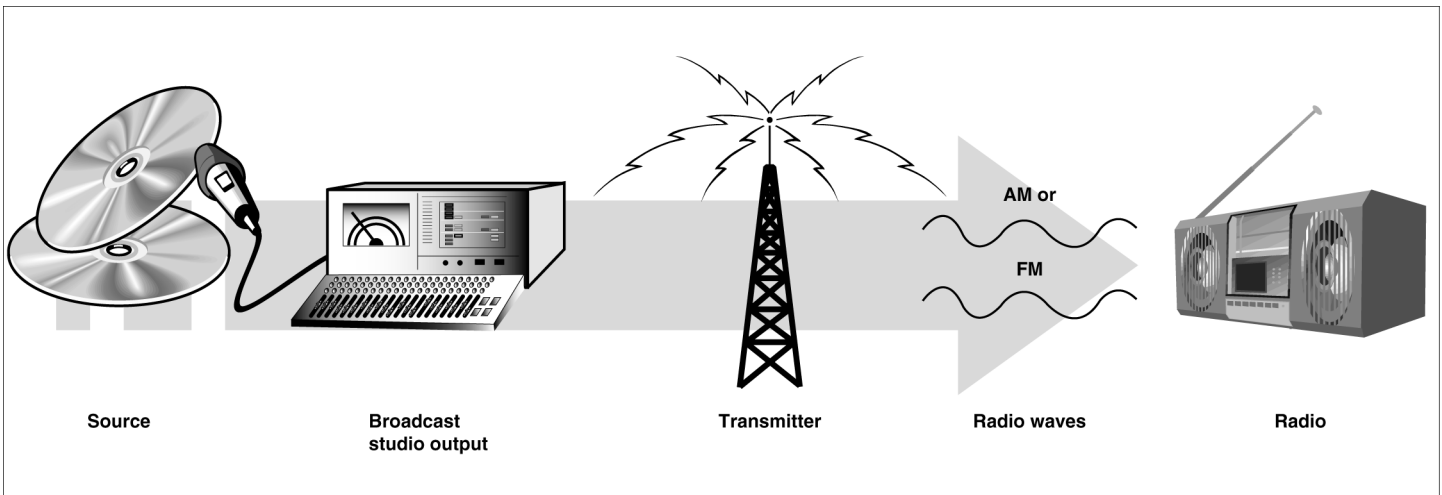 AM or
FM
Source
Broadcast
studio output
Transmitter
Radio waves
Radio